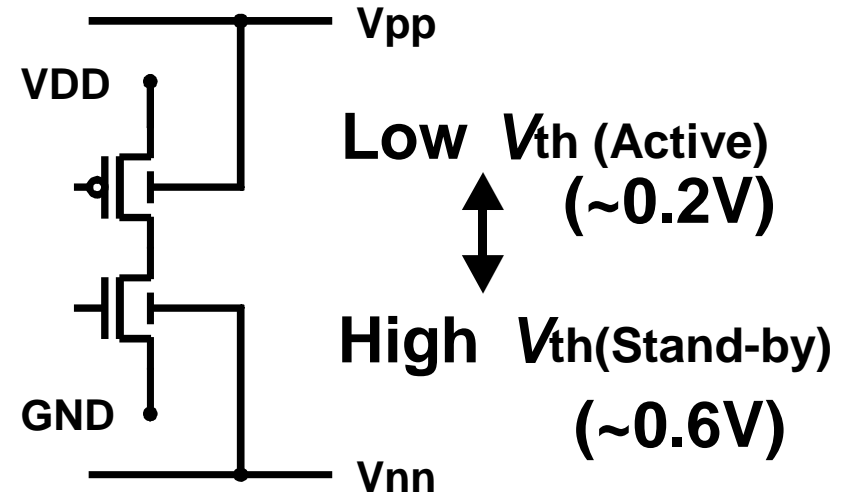 Vpp
VDD
Low Vth (Active)
(~0.2V)
High Vth(Stand-by)
GND
(~0.6V)
Vnn